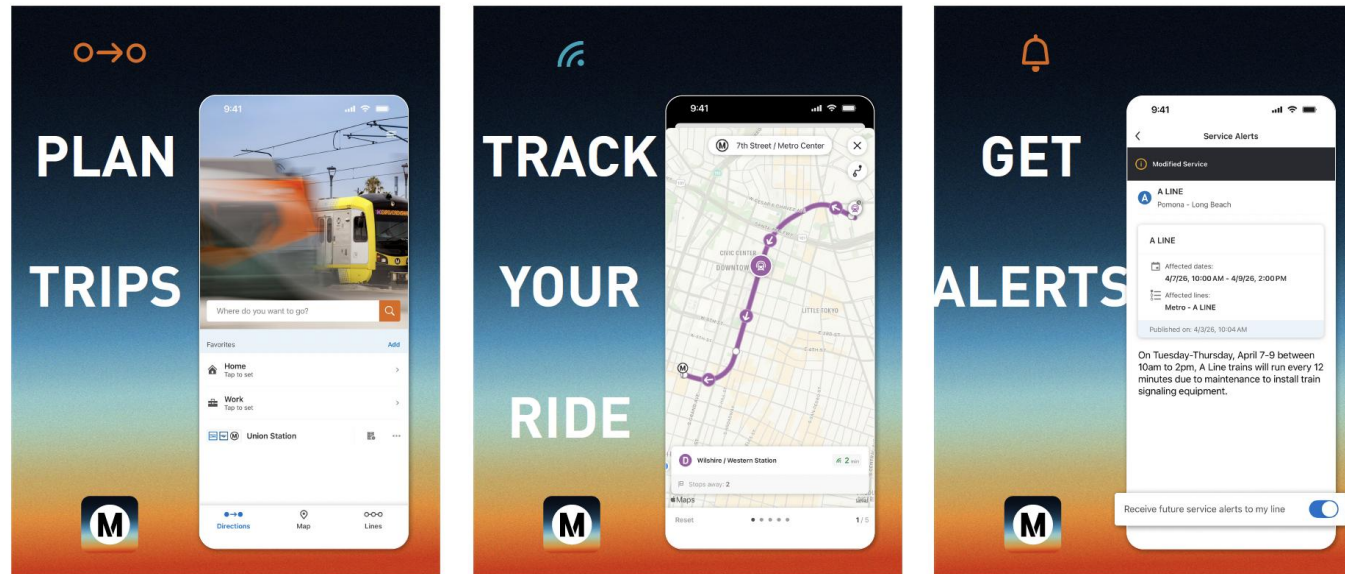 PLAN
TRIPS
9:41
Where do you want to go?
Favorites
Add
Home
Tap to set
Work
Tap to set
M
Union Station
Directions
Map
Lines
M
TRACK
YOUR
RIDE
9:41
M
7th Street / Metro Center
CIVIC CENTER
DOWNTOWN
LITTLE TOKYO
M
D
Wilshire / Western Station
2 min
Stops away: 2
Maps
Reset
1/5
M
GET
ALERTS
9:41
Service Alerts
Modified Service
A
A LINE
Pomona - Long Beach
A LINE
Affected dates:
4/7/26, 10:00 AM - 4/9/26, 2:00 PM
Affected lines:
Metro - A LINE
Published on: 4/3/26, 10:04 AM
On Tuesday-Thursday, April 7-9 between
10am to 2pm, A Line trains will run every 12
minutes due to maintenance to install train
signaling equipment.
Receive future service alerts to my line
M